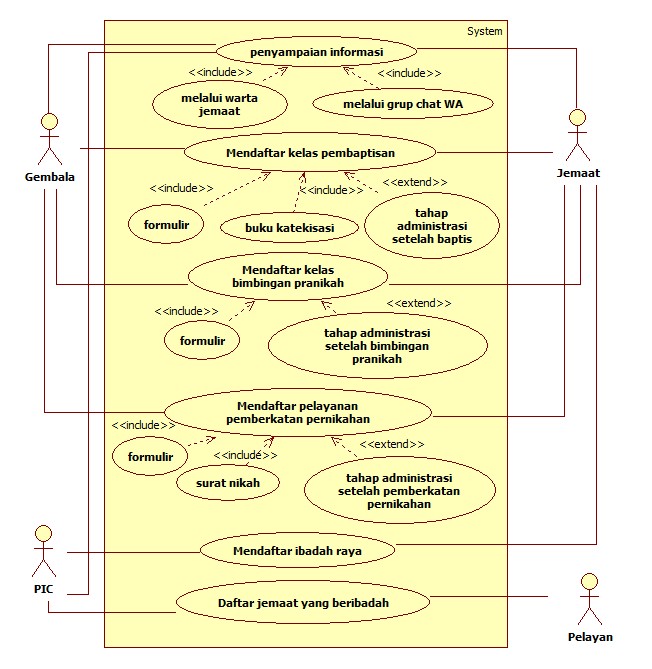 System
penyampaian informasi
<<include>>
<<include>>
melalui warta
jemaat
melalui grup chat WA
Gembala
Jemaat
Mendaftar kelas pembaptisan
<<include>>
<<include>>
<<extend>>
formulir
buku katekisasi
tahap
administrasi
setelah baptis
Mendaftar kelas
bimbingan pranikah
<<include>>
<<extend>>
formulir
tahap administrasi
setelah bimbingan
pranikah
Mendaftar pelayanan
pemberkatan pernikahan
<<include>>
<<include>>
<<extend>>
formulir
surat nikah
tahap administrasi
setelah pemberkatan
pernikahan
Mendaftar ibadah raya
PIC
Daftar jemaat yang beribadah
Pelayan